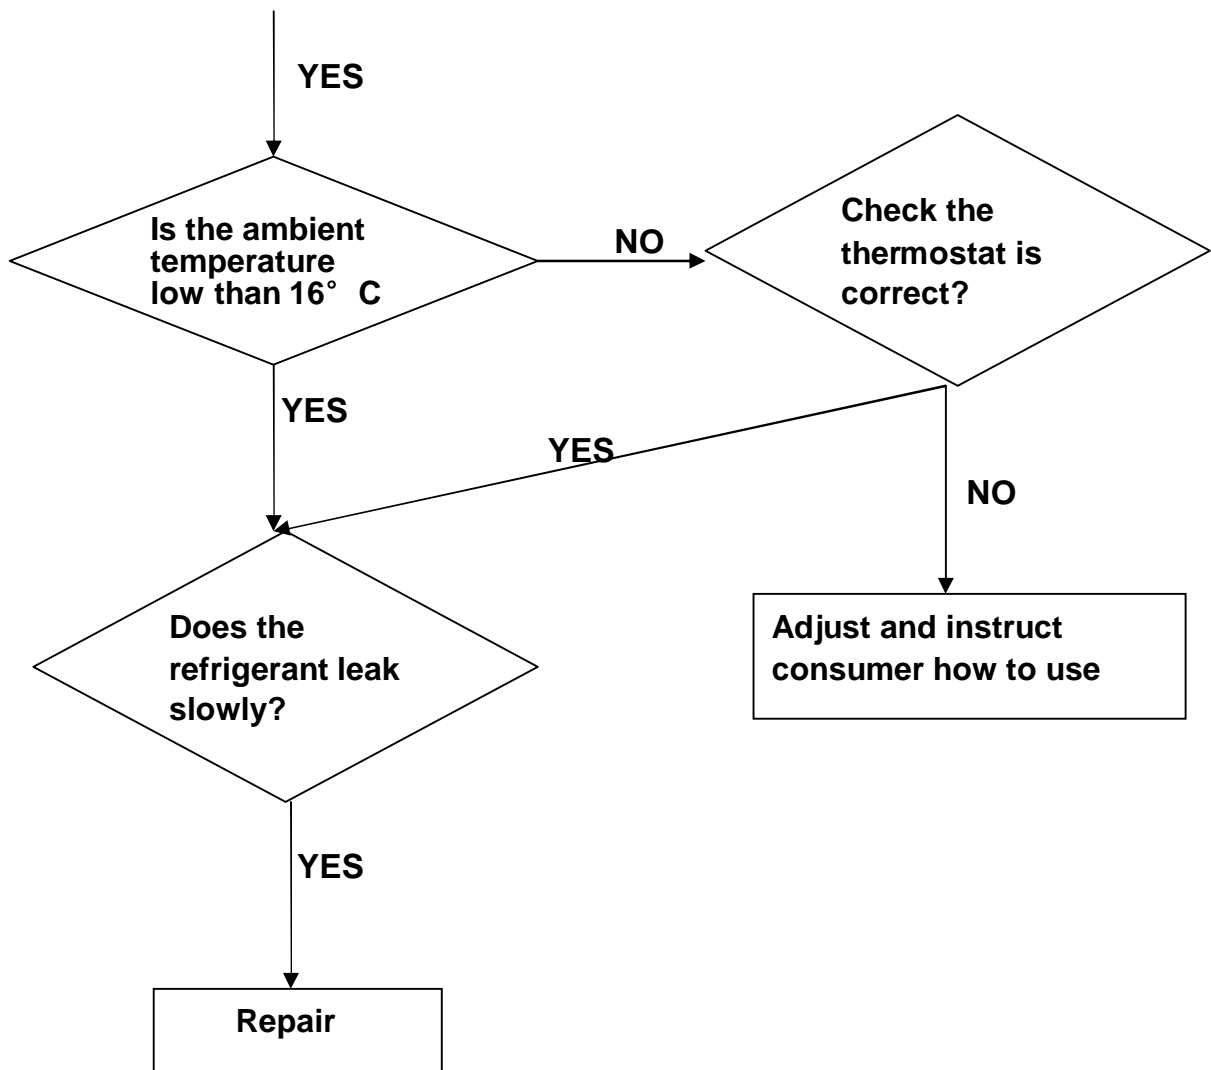 YES
Is the ambient
temperature
low than 16° C
NO
Check the
thermostat is
correct?
YES
YES
NO
Does the
refrigerant leak
slowly?
Adjust and instruct
consumer how to use
YES
Repair